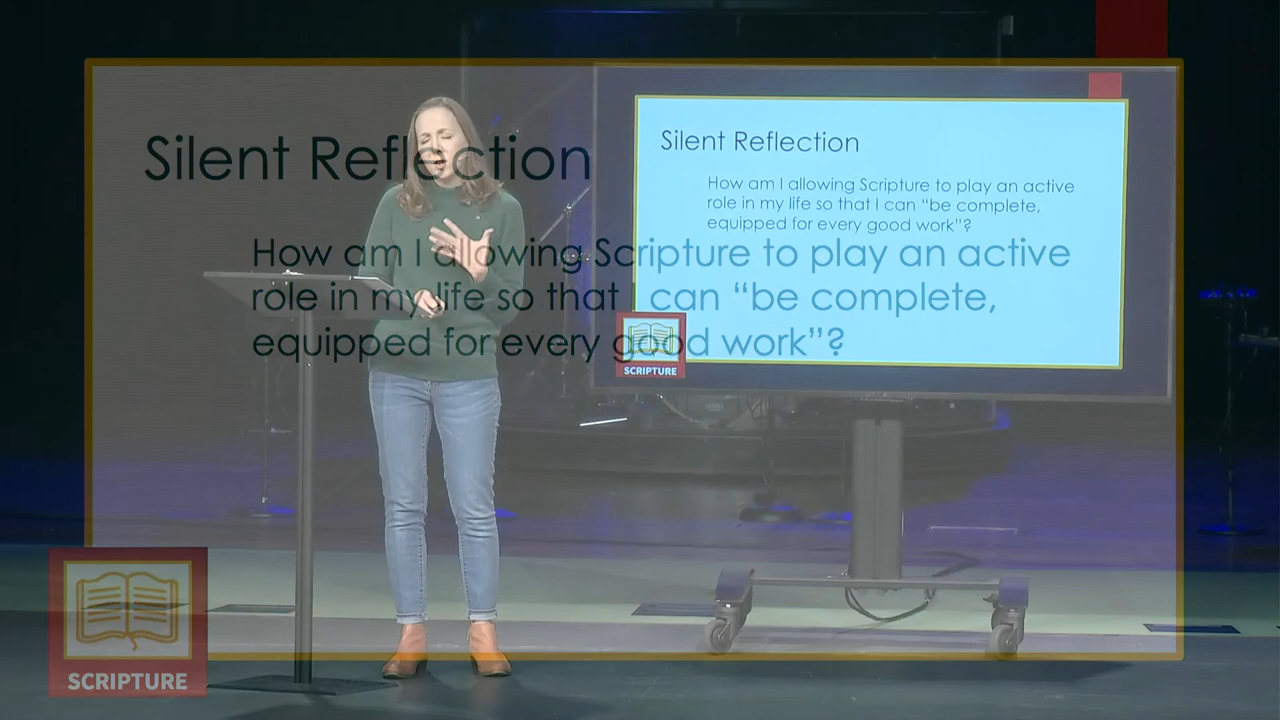 Silent Reflection
How am I allowing Scripture to play an active
role in my life so that I can “be complete,
equipped for every good work”?
SCRIPTURE
Silent Reflection
How am I allowing Scripture to play an active
role in my life so that I can “be complete,
equipped for every good work”?
SCRIPTURE